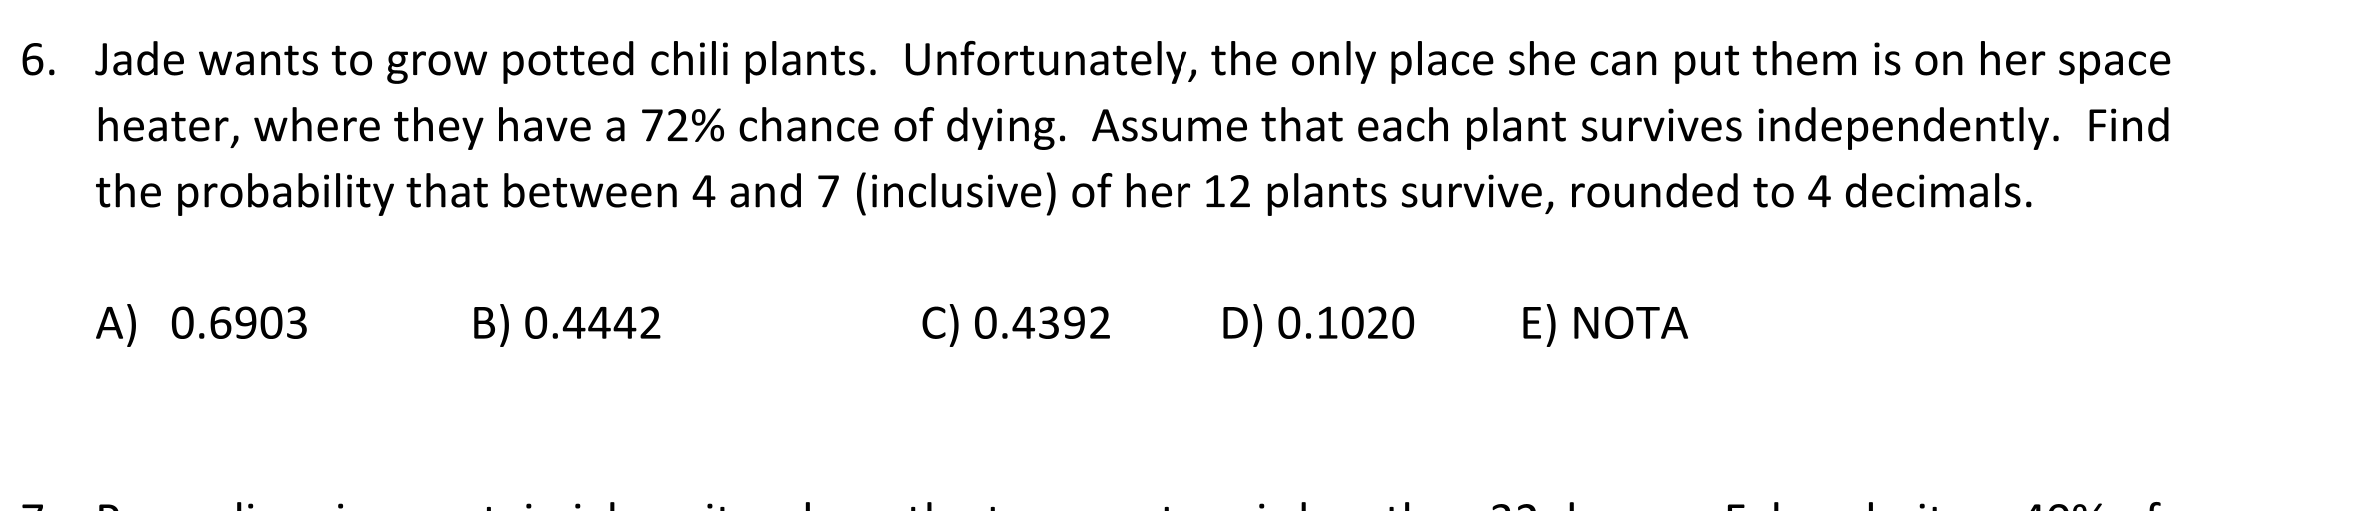 6. Jade wants to grow potted chili plants. Unfortunately, the only place she can put them is on her space
heater, where they have a 72% chance of dying. Assume that each plant survives independently. Find
the probability that between 4 and 7 (inclusive) of her 12 plants survive, rounded to 4 decimals.
A) 0.6903 B) 0.4442 C) 0.4392 D) 0.1020 E) NOTA